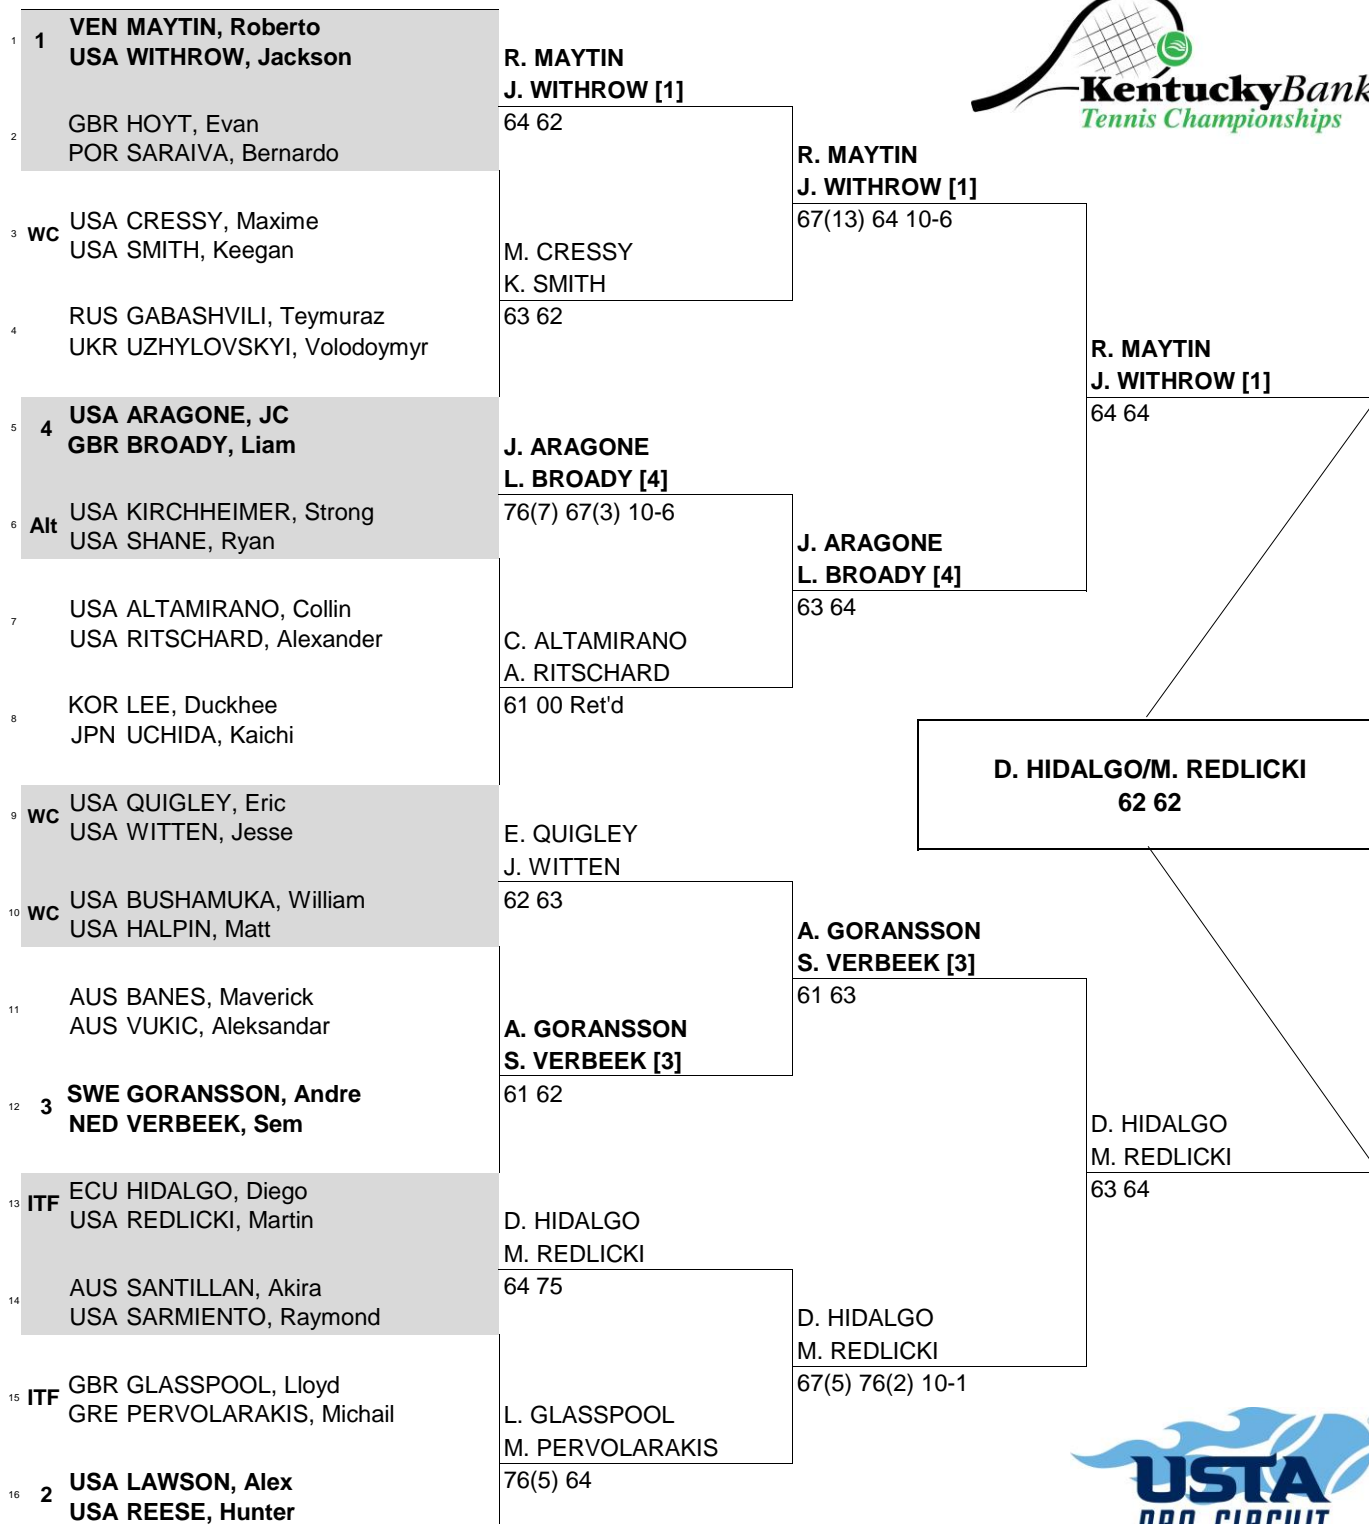 1 1 VEN MAYTIN, Roberto
USA WITHROW, Jackson
2 GBR HOYT, Evan
POR SARAIVA, Bernardo
3 WC USA CRESSY, Maxime
USA SMITH, Keegan
4 RUS GABASHVILI, Teymuraz
UKR UZHYLOVSKYI, Volodoymyr
5 4 USA ARAGONE, JC
GBR BROADY, Liam
6 Alt USA KIRCHHEIMER, Strong
USA SHANE, Ryan
7 USA ALTAMIRANO, Collin
USA RITSCHARD, Alexander
8 KOR LEE, Duckhee
JPN UCHIDA, Kaichi
9 WC USA QUIGLEY, Eric
USA WITTEN, Jesse
10 WC USA BUSHAMUKA, William
USA HALPIN, Matt
11 AUS BANES, Maverick
AUS VUKIC, Aleksandar
12 3 SWE GORANSSON, Andre
NED VERBEEK, Sem
13 ITF ECU HIDALGO, Diego
USA REDLICKI, Martin
14 AUS SANTILLAN, Akira
USA SARMIENTO, Raymond
15 ITF GBR GLASSPOOL, Lloyd
GRE PERVOLARAKIS, Michail
16 2 USA LAWSON, Alex
USA REESE, Hunter
R. MAYTIN
J. WITHROW [1]
64 62
M. CRESSY
K. SMITH
63 62
J. ARAGONE
L. BROADY [4]
76(7) 67(3) 10-6
C. ALTAMIRANO
A. RITSCHARD
61 00 Ret'd
E. QUIGLEY
J. WITTEN
62 63
A. GORANSSON
S. VERBEEK [3]
61 62
D. HIDALGO
M. REDLICKI
64 75
L. GLASSPOOL
M. PERVOLARAKIS
76(5) 64
R. MAYTIN
J. WITHROW [1]
67(13) 64 10-6
J. ARAGONE
L. BROADY [4]
63 64
A. GORANSSON
S. VERBEEK [3]
61 63
D. HIDALGO
M. REDLICKI
67(5) 76(2) 10-1
R. MAYTIN
J. WITHROW [1]
64 64
D. HIDALGO
M. REDLICKI
63 64
D. HIDALGO/M. REDLICKI
62 62
KentuckyBank
Tennis Championships
USTA
PRO CIRCUIT